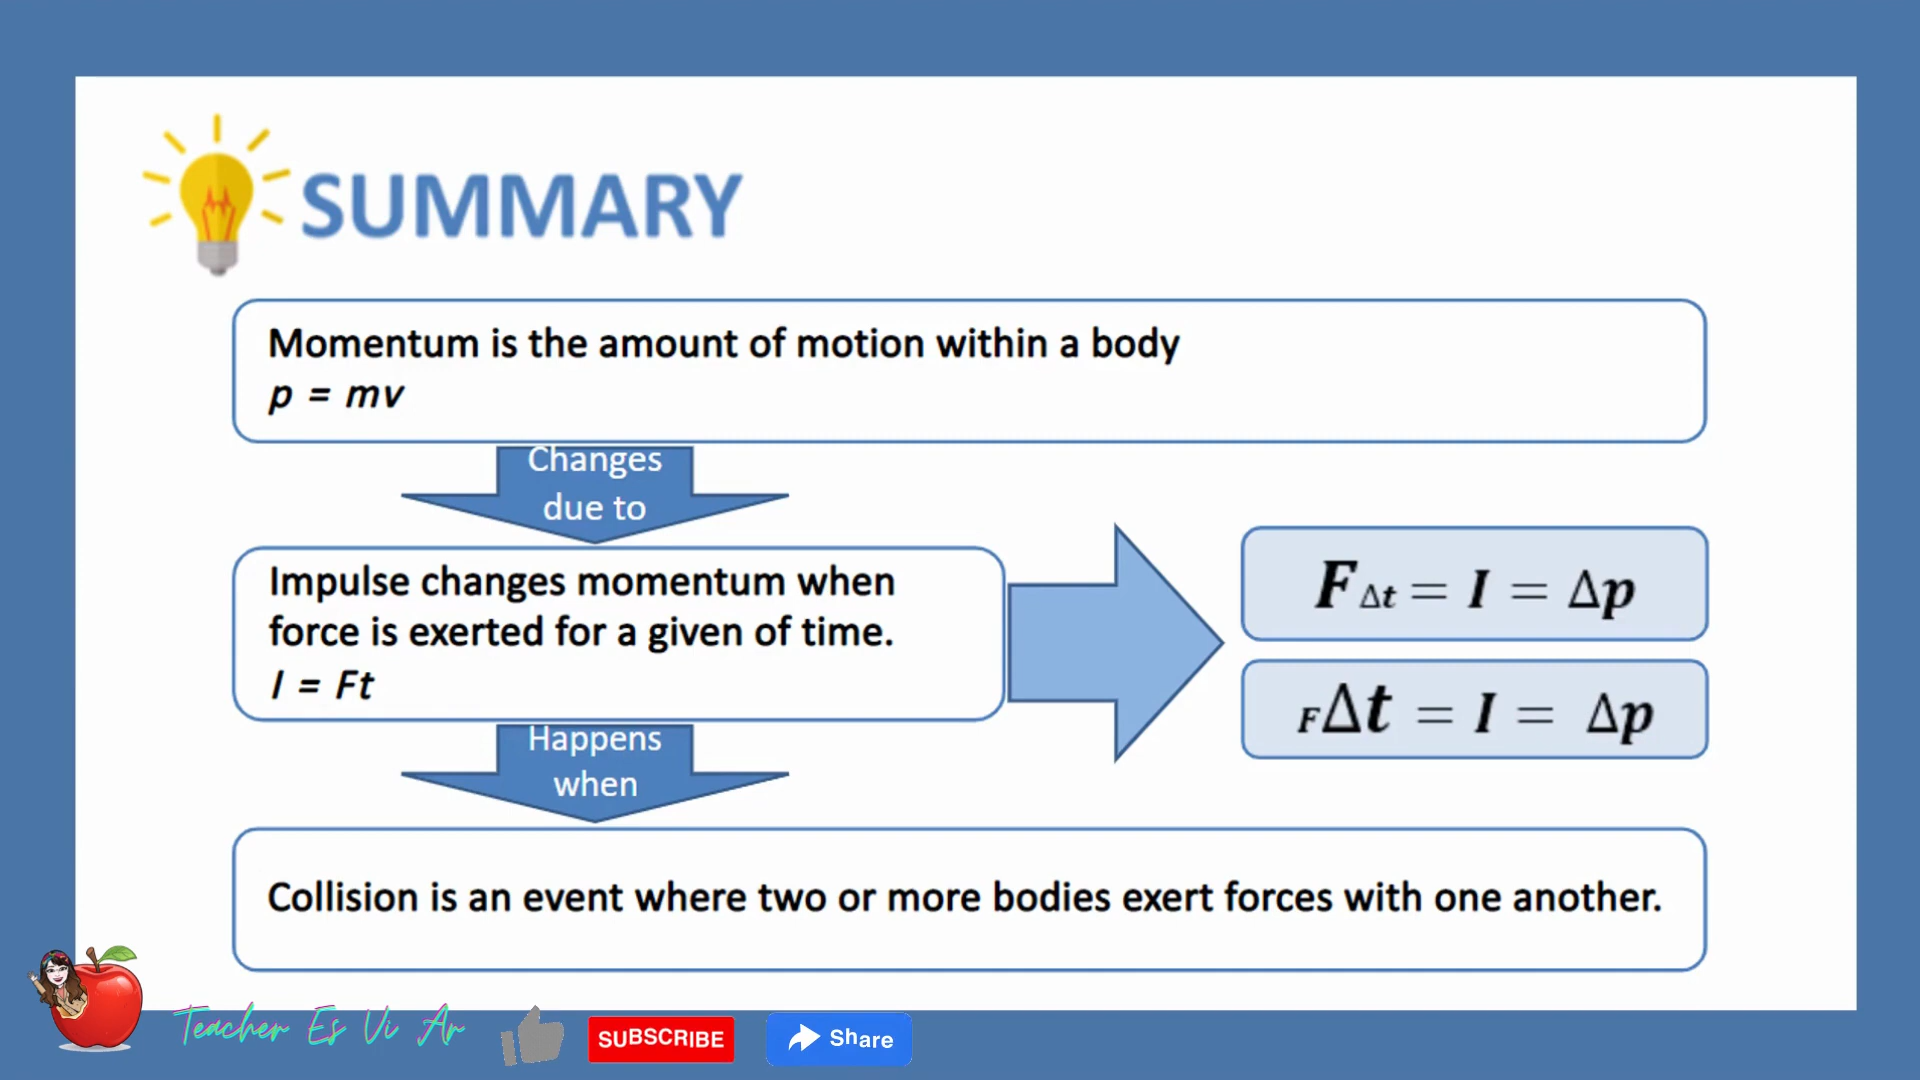 SUMMARY
Momentum is the amount of motion within a body
p = mv
Changes
due to
Impulse changes momentum when
force is exerted for a given of time.
I = Ft
F Δt = I = Δp
F Δt = I = Δp
Happens
when
Collision is an event where two or more bodies exert forces with one another.
Teacher Es Vi Ar
SUBSCRIBE
Share